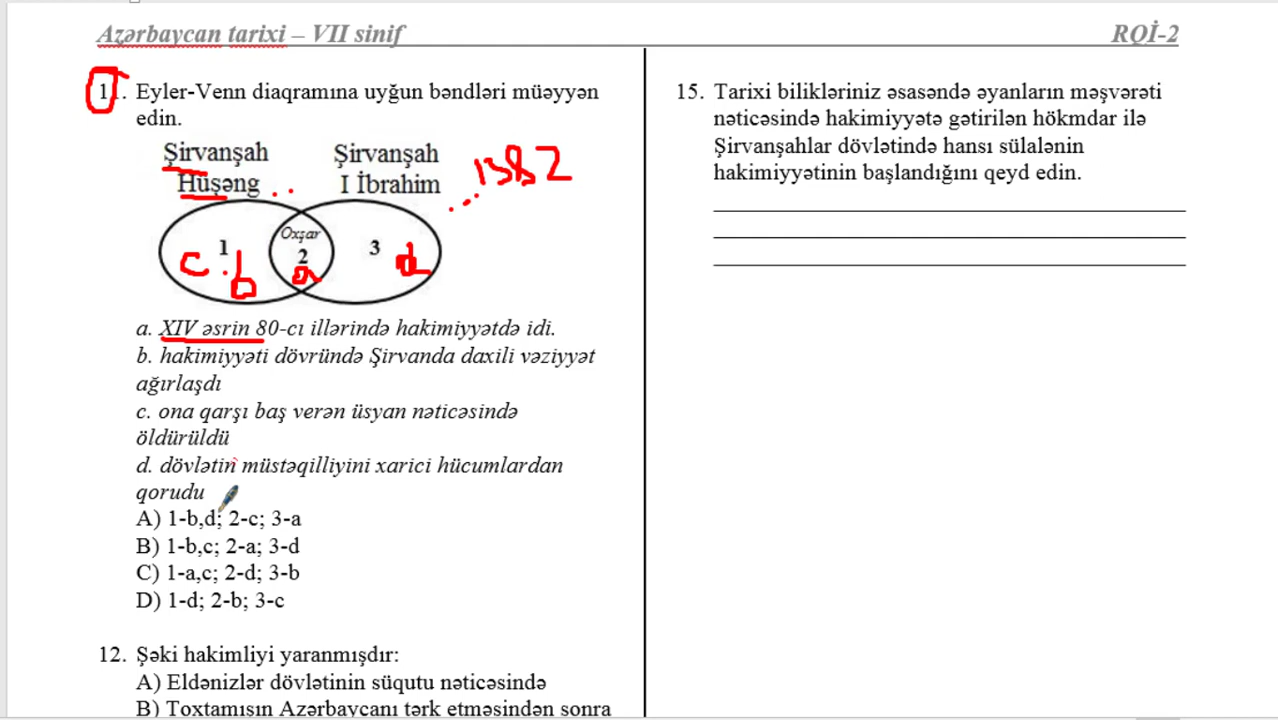 Azərbaycan tarixi – VII sinif
RQİ-2
11. Eyler-Venn diaqramına uyğun bəndləri müəyyən
edin.
Şirvanşah
Hüşəng
Şirvanşah
I İbrahim
1382
Oxşar
1
2
3
c
b
a
d
a. XIV əsrin 80-cı illərində hakimiyyətdə idi.
b. hakimiyyəti dövründə Şirvanda daxili vəziyyət
ağırlaşdı
c. ona qarşı baş verən üsyan nəticəsində
öldürüldü
d. dövlətin müstəqilliyini xarici hücumlardan
qorudu
A) 1-b,d; 2-c; 3-a
B) 1-b,c; 2-a; 3-d
C) 1-a,c; 2-d; 3-b
D) 1-d; 2-b; 3-c
12. Şəki hakimliyi yaranmışdır:
A) Eldənizlər dövlətinin süqutu nəticəsində
B) Toxtamısın Azərbaycanı tərk etməsindən sonra
15. Tarixi bilikləriniz əsasında əyanların məşvərəti
nəticəsində hakimiyyətə gətirilən hökmdar ilə
Şirvanşahlar dövlətində hansı sülalənin
hakimiyyətinin başlandığını qeyd edin.